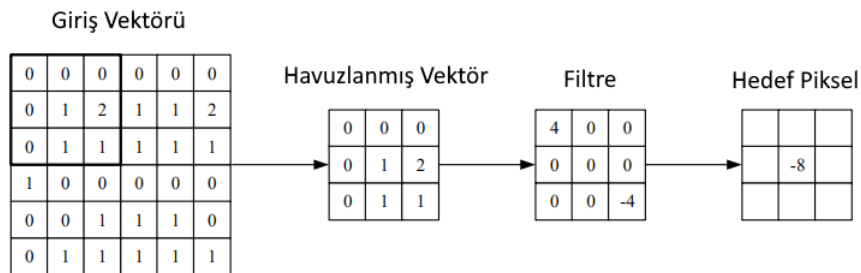 Giriş Vektörü
Havuzlanmış Vektör
Filtre
Hedef Piksel
0 0 0 0 0 0
0 1 2 1 1 2
0 1 1 1 1 1
1 0 0 0 0 0
0 0 1 1 1 0
0 1 1 1 1 1
0 0 0
0 1 2
0 1 1
4 0 0
0 0 0
0 0 -4
-8